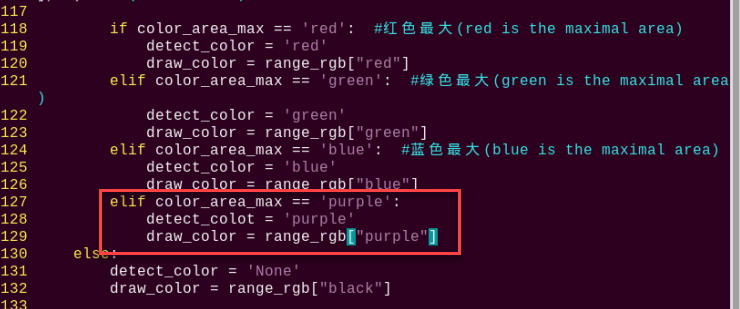 117
118         if color_area_max == 'red':  #红色最大(red is the maximal area)
119             detect_color = 'red'
120             draw_color = range_rgb["red"]
121         elif color_area_max == 'green':  #绿色最大(green is the maximal area
)
122             detect_color = 'green'
123             draw_color = range_rgb["green"]
124         elif color_area_max == 'blue':  #蓝色最大(blue is the maximal area)
125             detect_color = 'blue'
126             draw_color = range_rgb["blue"]
127         elif color_area_max == 'purple':
128             detect_colot = 'purple'
129             draw_color = range_rgb["purple"]
130     else:
131         detect_color = 'None'
132         draw_color = range_rgb["black"]
133